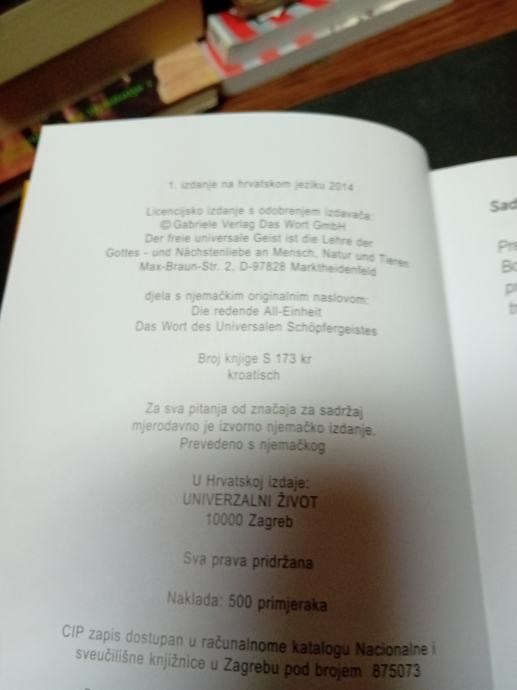 1. izdanje na hrvatskom jeziku 2014
Licencijsko izdanje s odobrenjem izdavača:
© Gabriele Verlag Das Wort GmbH
Der freie universale Geist ist die Lehre der
Gottes - und Nächstenliebe an Mensch, Natur und Tieren
Max-Braun-Str. 2, D-97828 Marktheidenfeld
djela s njemačkim originalnim naslovom:
Die redende All-Einheit
Das Wort des Universalen Schöpfergeistes
Broj knjige S 173 kr
kroatisch
Za sva pitanja od značaja za sadržaj
mjerodavno je izvorno njemačko izdanje.
Prevedeno s njemačkog
U Hrvatskoj izdaje:
UNIVERZALNI ŽIVOT
10000 Zagreb
Sva prava pridržana
Naklada: 500 primjeraka
CIP zapis dostupan u računalnome katalogu Nacionalne i
sveučilišne knjižnice u Zagrebu pod brojem 875073
Sad
Pre
Bo